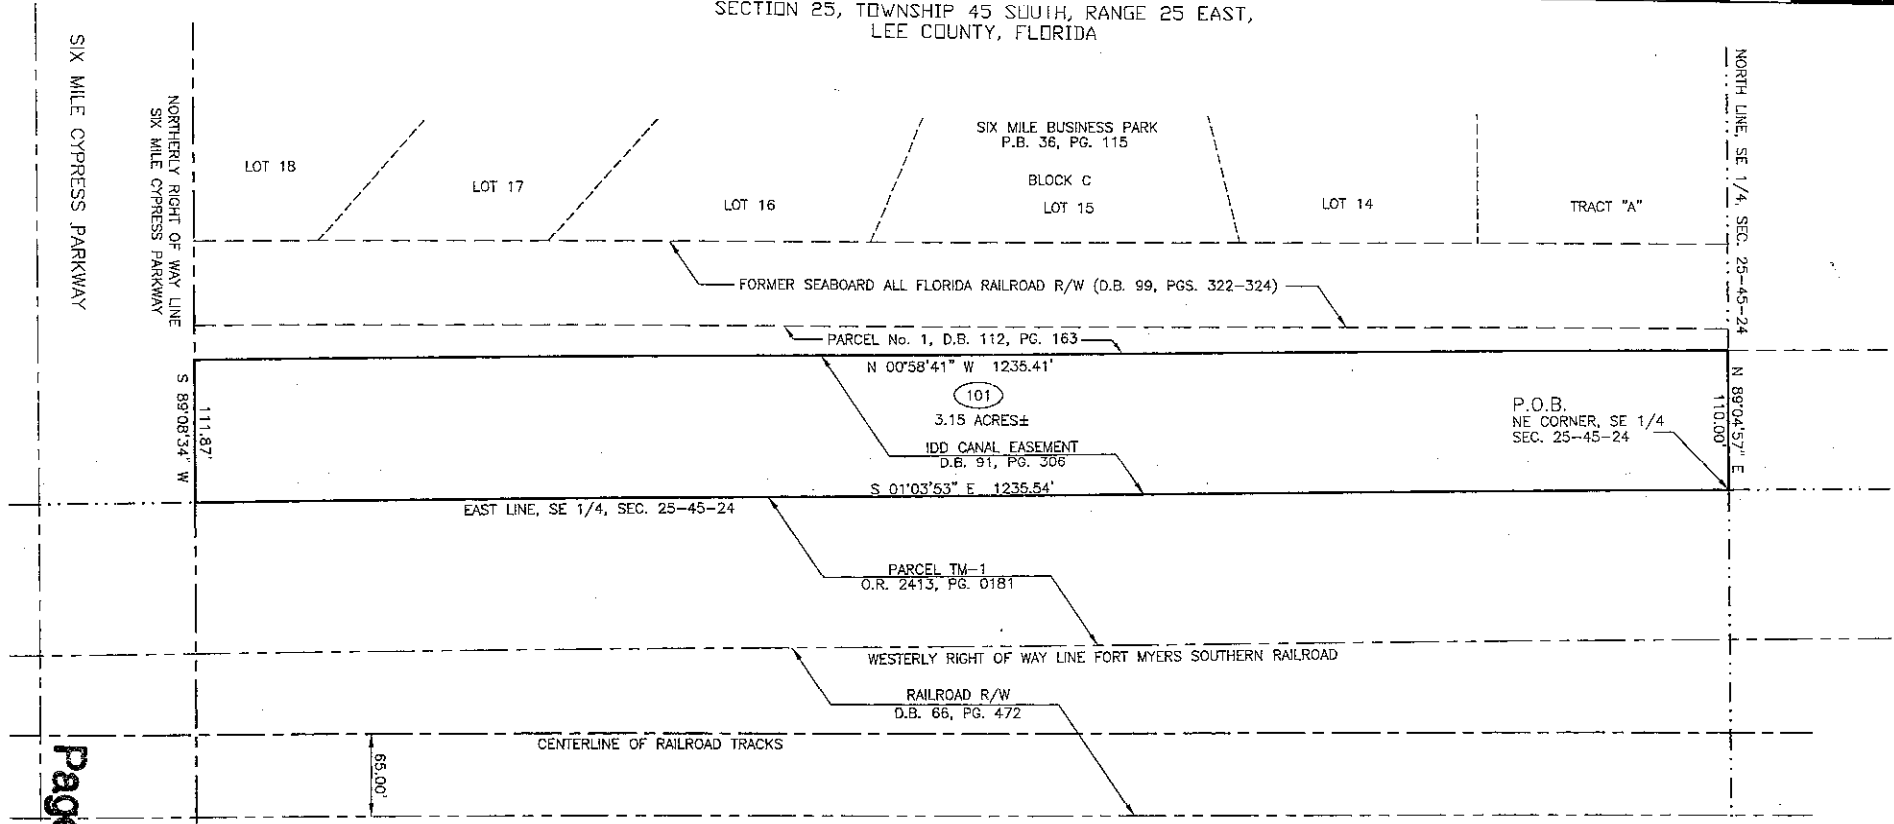 SECTION 25, TOWNSHIP 45 SOUTH, RANGE 25 EAST,
LEE COUNTY, FLORIDA
SIX MILE CYPRESS PARKWAY
NORTHERLY RIGHT OF WAY LINE
SIX MILE CYPRESS PARKWAY
NORTH LINE, SE 1/4, SEC. 25-45-24
LOT 18
LOT 17
LOT 16
SIX MILE BUSINESS PARK
P.B. 36, PG. 115
BLOCK C
LOT 15
LOT 14
TRACT "A"
FORMER SEABOARD ALL FLORIDA RAILROAD R/W (D.B. 99, PGS. 322-324)
PARCEL No. 1, D.B. 112, PG. 163
N 00°58'41" W 1235.41'
101
3.15 ACRES±
IDD CANAL EASEMENT
D.B. 91, PG. 306
S 01°03'53" E 1235.54'
111.87'
S 89°08'34" W
P.O.B.
NE CORNER, SE 1/4
SEC. 25-45-24
N 89°04'57" E
110.00'
EAST LINE, SE 1/4, SEC. 25-45-24
PARCEL TM-1
O.R. 2413, PG. 0181
WESTERLY RIGHT OF WAY LINE FORT MYERS SOUTHERN RAILROAD
RAILROAD R/W
D.B. 66, PG. 472
CENTERLINE OF RAILROAD TRACKS
65.00'
Page